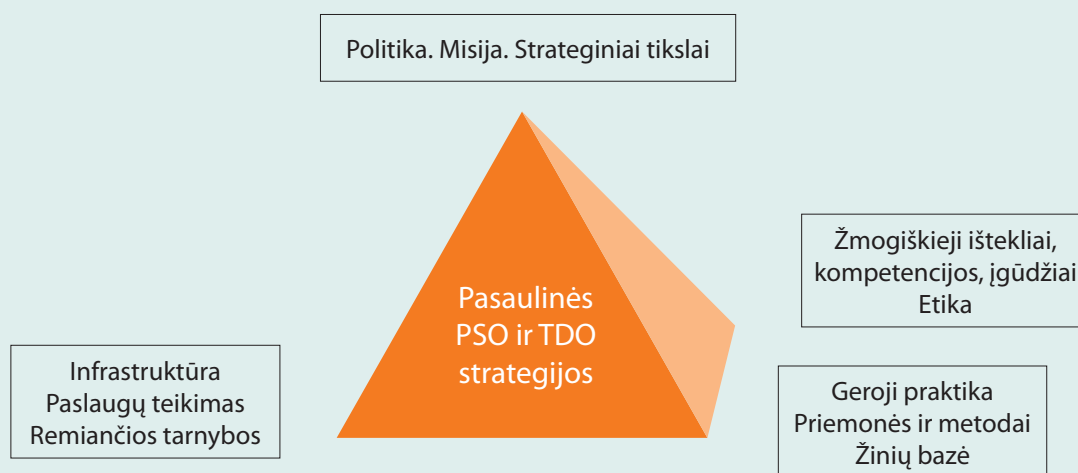 Politika. Misija. Strateginiai tikslai
Žmogiškieji ištekliai,
kompetencijos, įgūdžiai
Etika
Pasaulinės
PSO ir TDO
strategijos
Infrastruktūra
Paslaugų teikimas
Remiančios tarnybos
Geroji praktika
Priemonės ir metodai
Žinių bazė